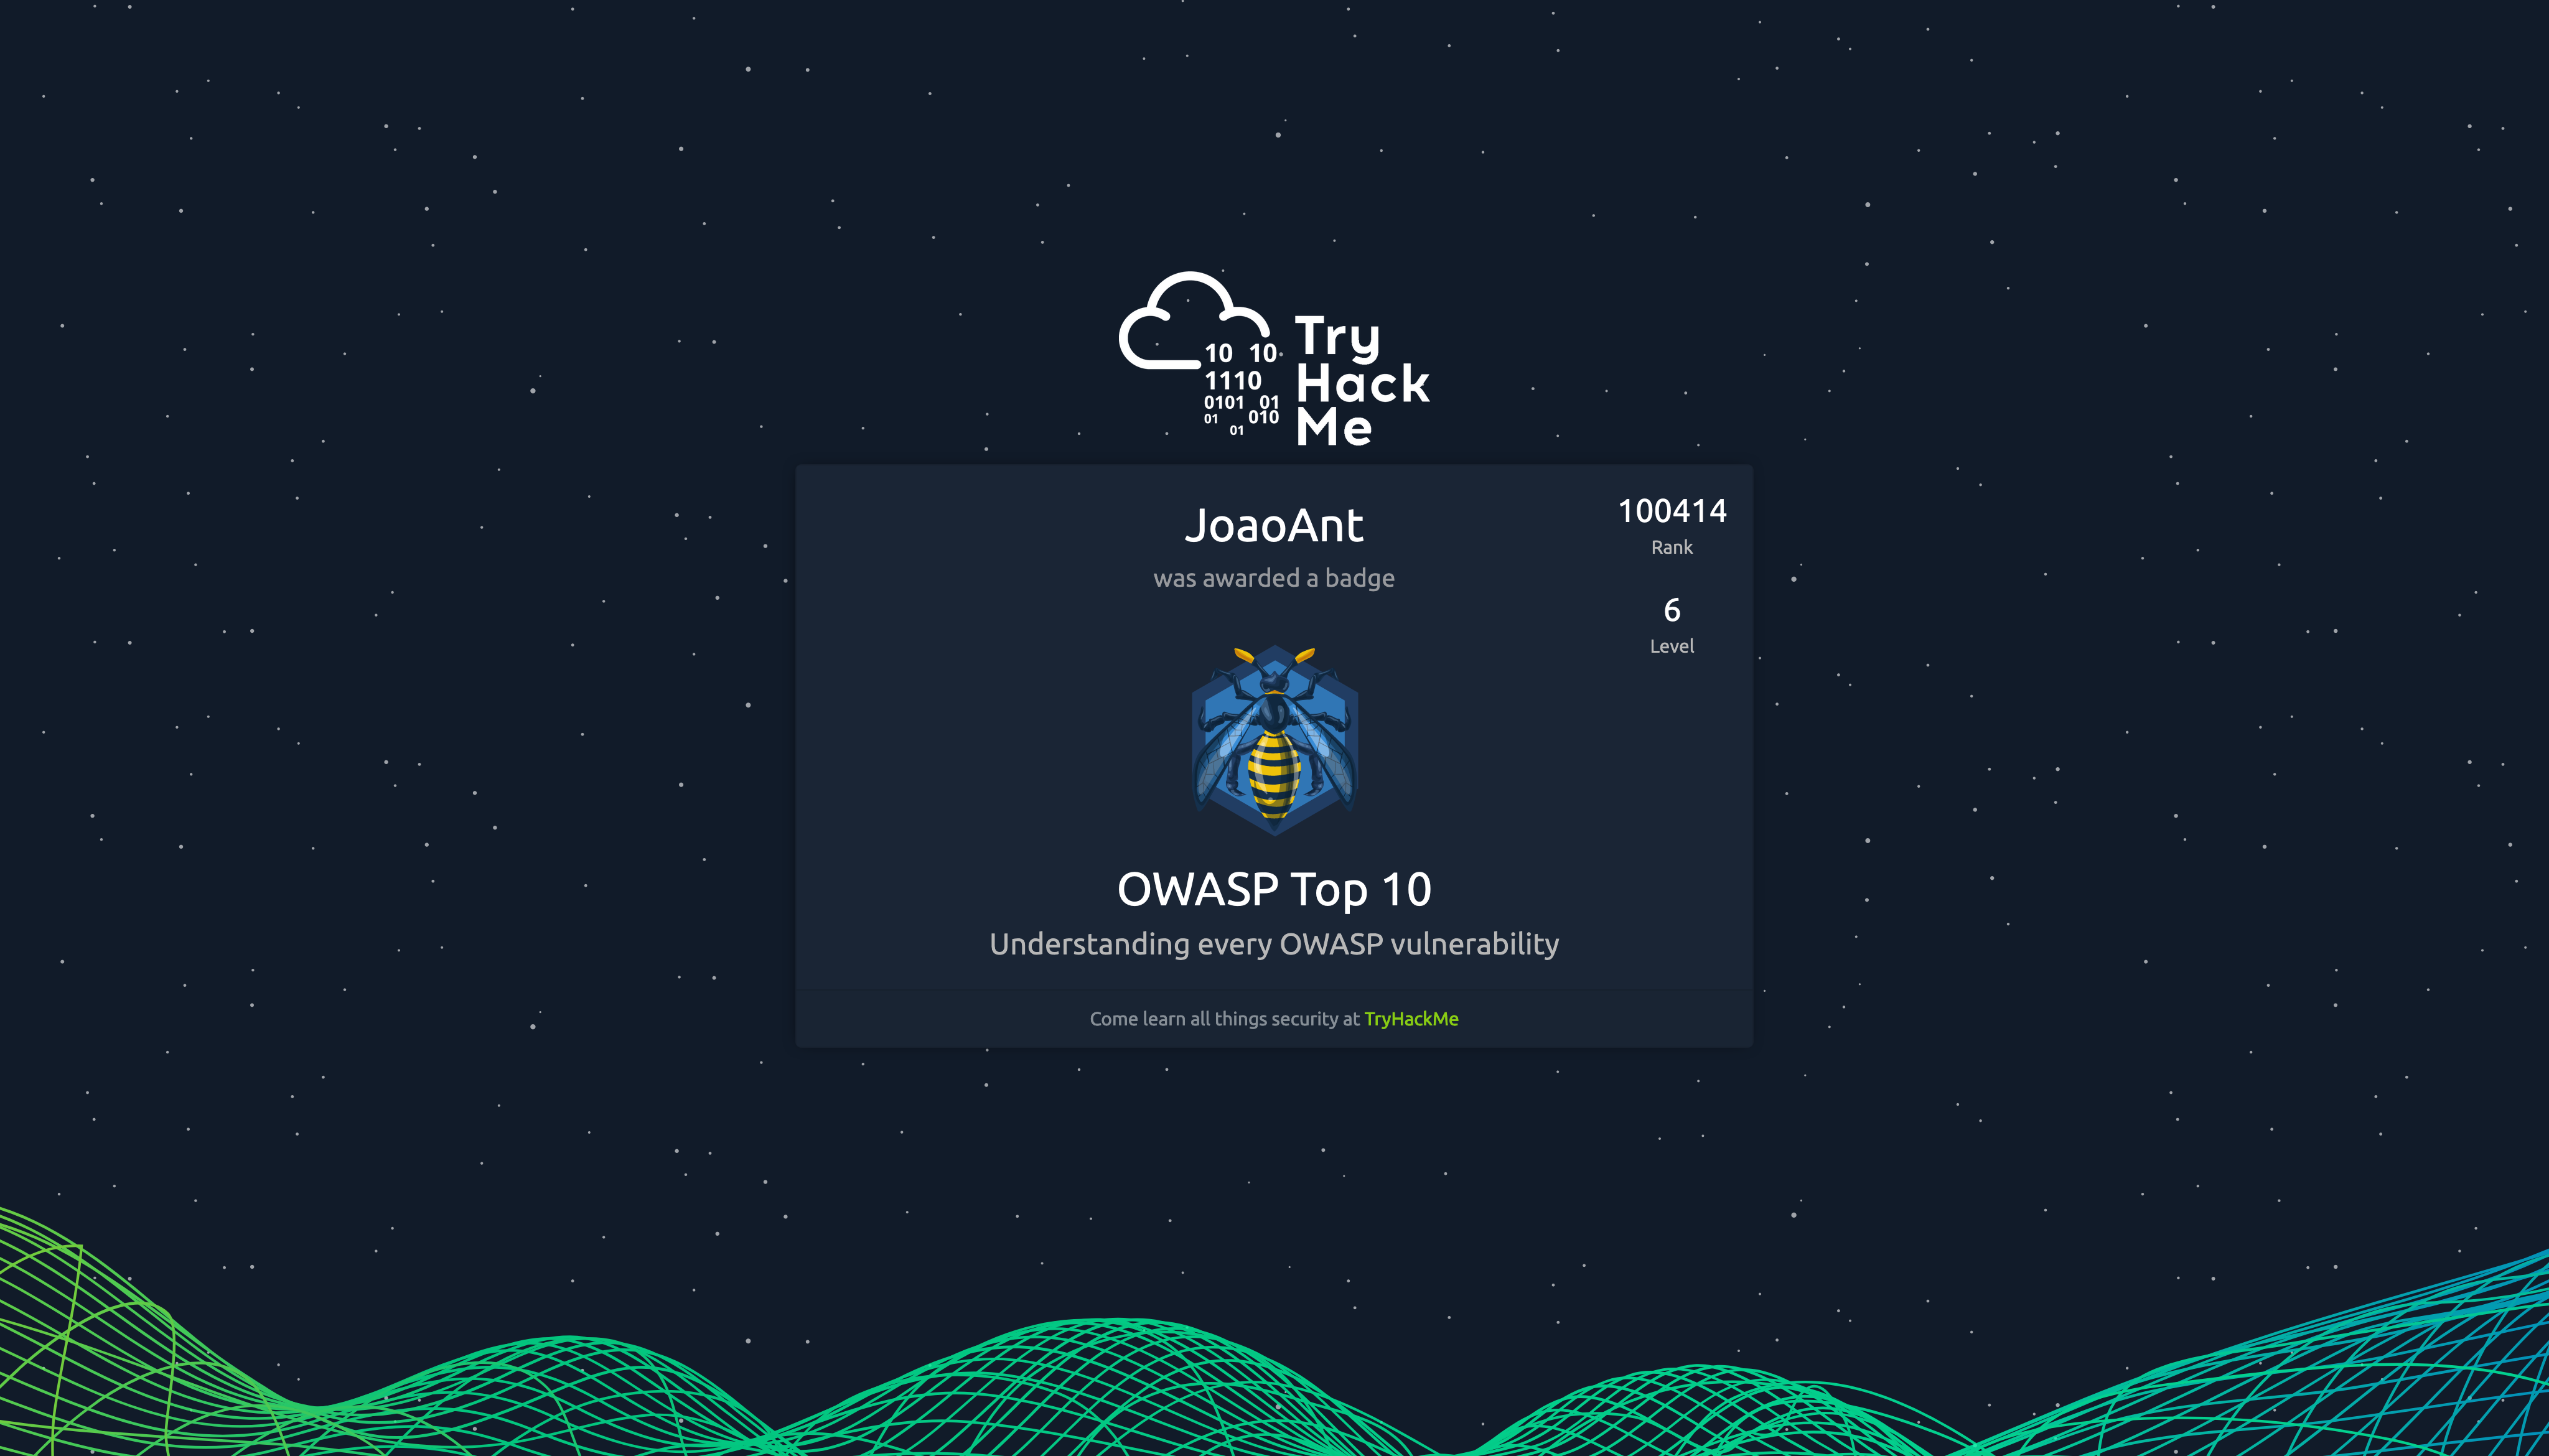 10 10
1110
0101 01
01 010
01
Try
Hack
Me
JoaoAnt
was awarded a badge
100414
Rank
6
Level
OWASP Top 10
Understanding every OWASP vulnerability
Come learn all things security at TryHackMe